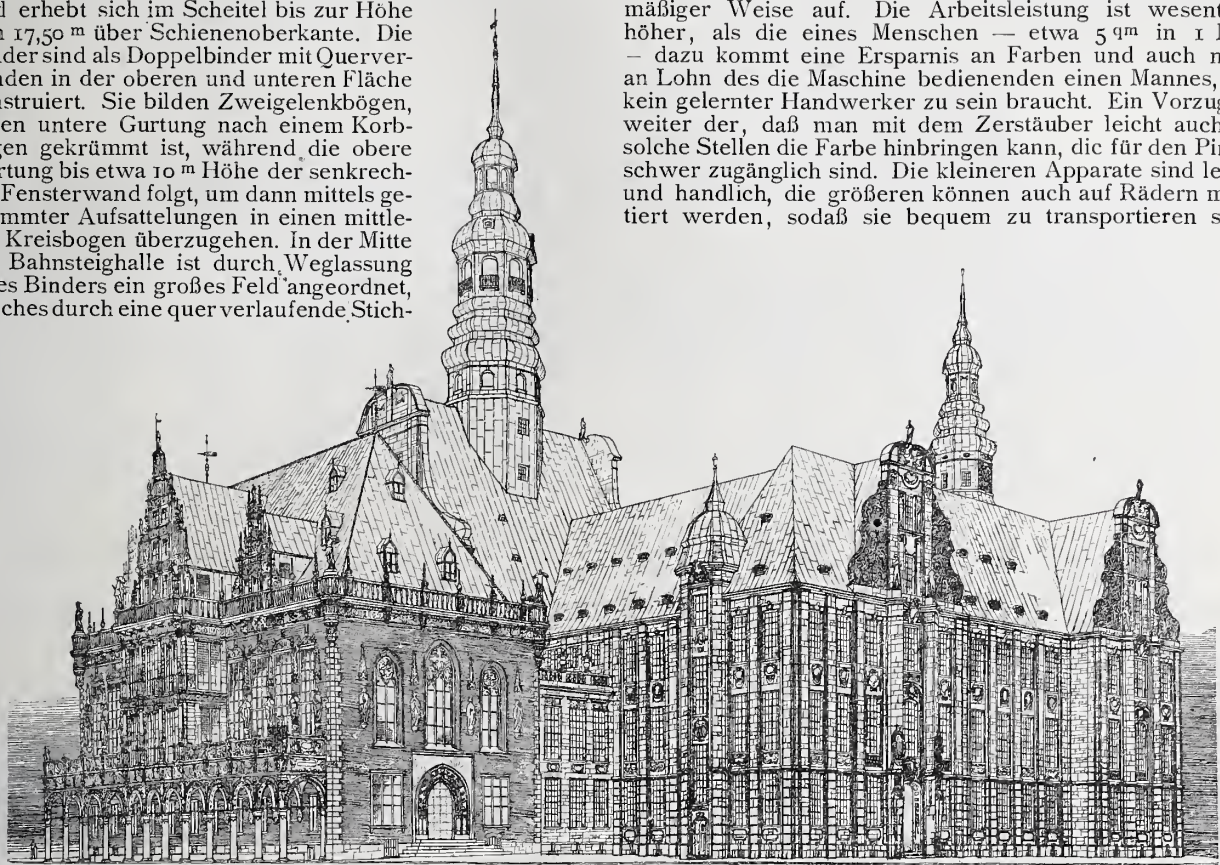 l erhebt sich im Scheitel bis zur Höhe
17,50 m über Schienenoberkante. Die
der sind als Doppelbinder mit Querver-
nden in der oberen und unteren Fläche
struiert. Sie bilden Zweigelenkbögen,
en untere Gurtung nach einem Korb-
gen gekrümmt ist, während die obere
rtung bis etwa 10 m Höhe der senkrech-
Fensterwand folgt, um dann mittels ge-
mmter Aufsattelungen in einen mittle-
Kreisbogen überzugehen. In der Mitte
Bahnsteighalle ist durch Weglassung
es Binders ein großes Feld angeordnet,
ches durch eine quer verlaufende Stich-
mäßiger Weise auf. Die Arbeitsleistung ist wesent
höher, als die eines Menschen — etwa 5 qm in 1
– dazu kommt eine Ersparnis an Farben und auch n
an Lohn des die Maschine bedienenden einen Mannes,
kein gelernter Handwerker zu sein braucht. Ein Vorzug
weiter der, daß man mit dem Zerstäuber leicht auch
solche Stellen die Farbe hinbringen kann, die für den Pin
schwer zugänglich sind. Die kleineren Apparate sind le
und handlich, die größeren können auch auf Rädern m
tiert werden, sodaß sie bequem zu transportieren s